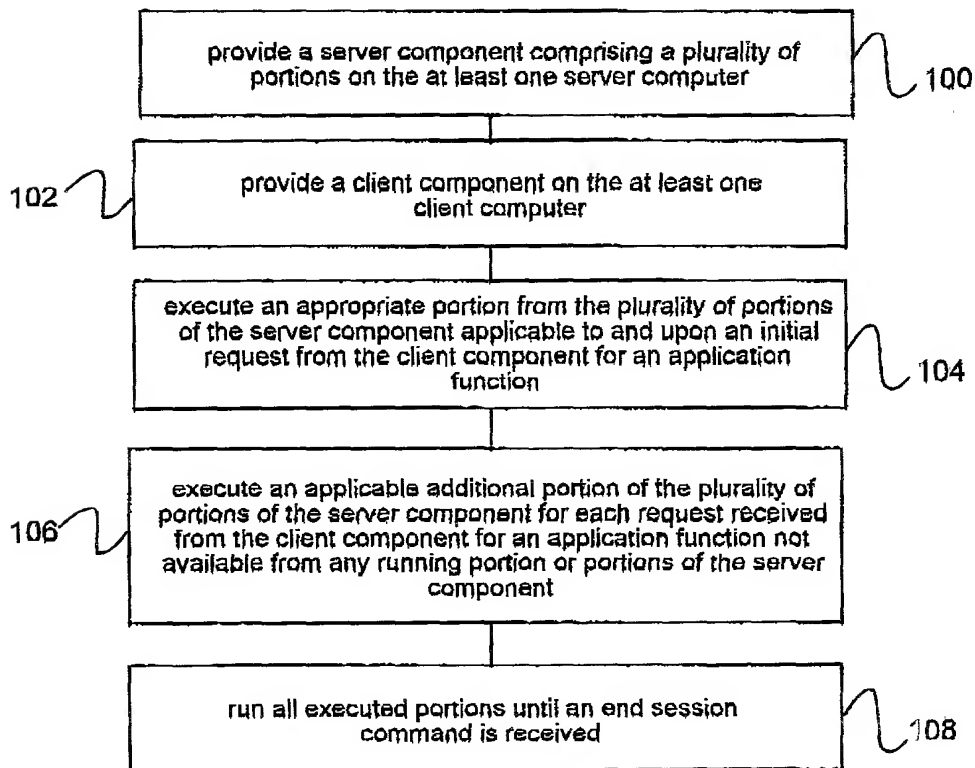 provide a server component comprising a plurality of
portions on the at least one server computer
100
102
provide a client component on the at least one
client computer
execute an appropriate portion from the plurality of portions
of the server component applicable to and upon an initial
request from the client component for an application
function
104
106
execute an applicable additional portion of the plurality of
portions of the server component for each request received
from the client component for an application function not
available from any running portion or portions of the server
component
run all executed portions until an end session
command is received
108